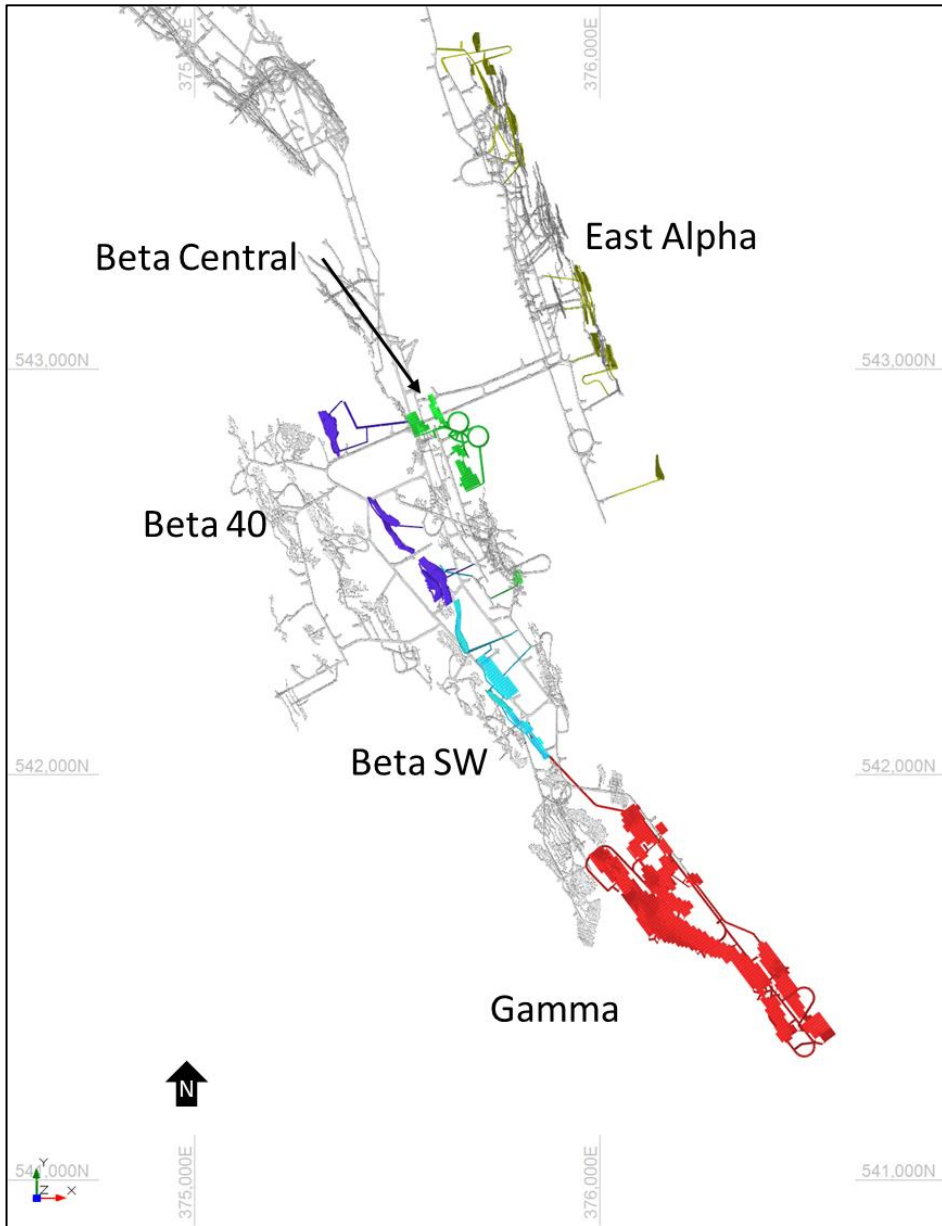 375,000E
376,000E
East Alpha
Beta Central
543,000N
543,000N
Beta 40
Beta SW
542,000N
542,000N
Gamma
N
541,000N
541,000N
375,000E
376,000E
Y
Z
X